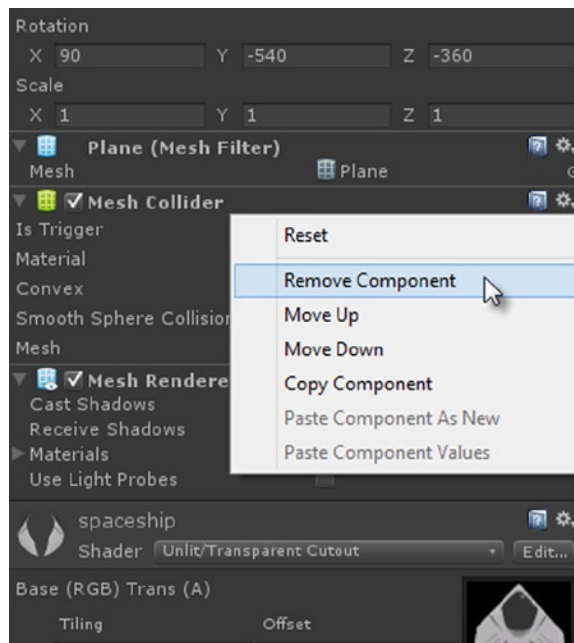 Rotation
X 90 Y -540 Z -360
Scale
X 1 Y 1 Z 1
Plane (Mesh Filter)
Mesh Plane
Mesh Collider
Is Trigger
Reset
Material
Remove Component
Convex
Move Up
Smooth Sphere Collision
Move Down
Mesh
Copy Component
Mesh Rendere
Cast Shadows
Paste Component As New
Receive Shadows
Materials
Paste Component Values
Use Light Probes
spaceship
Shader Unlit/Transparent Cutout Edit...
Base (RGB) Trans (A)
Tiling Offset